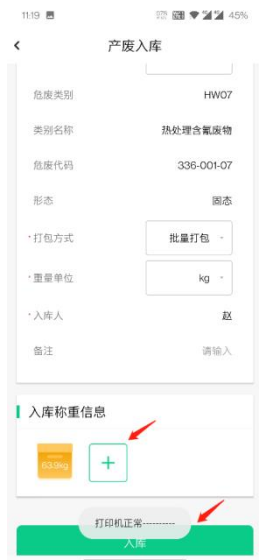 11:19 45%
产废入库
危废类别 HW07
类别名称 热处理含氰废物
危废代码 336-001-07
形态 固态
*打包方式 批量打包
*重量单位 kg
*入库人 赵
备注 请输入
入库称重信息
63.9kg +
打印机正常----------
入库